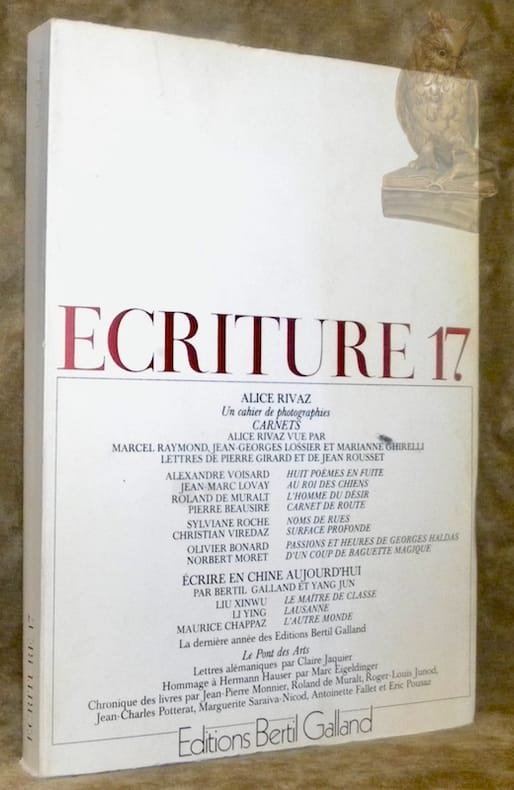 ECRITURE 17.
ALICE RIVAZ
Un cahier de photographies
CARNETS
ALICE RIVAZ VUE PAR
MARCEL RAYMOND, JEAN-GEORGES LOSSIER ET MARIANNE GHIRELLI
LETTRES DE PIERRE GIRARD ET DE JEAN ROUSSET
ALEXANDRE VOISARD HUIT POÈMES EN FUITE
JEAN-MARC LOVAY AU ROI DES CHIENS
ROLAND DE MURALT L'HOMME DU DÉSIR
PIERRE BEAUSIRE CARNET DE ROUTE
SYLVIANE ROCHE NOMS DE RUES
CHRISTIAN VIREDAZ SURFACE PROFONDE
OLIVIER BONARD PASSIONS ET HEURES DE GEORGES HALDAS
NORBERT MORET D'UN COUP DE BAGUETTE MAGIQUE
ÉCRIRE EN CHINE AUJOURD'HUI
PAR BERTIL GALLAND ET YANG JUN
LIU XINWU LE MAÎTRE DE CLASSE
LI YING LAUSANNE
MAURICE CHAPPAZ L'AUTRE MONDE
La dernière année des Editions Bertil Galland
Le Pont des Arts
Lettres alémaniques par Claire Jaquier
Hommage à Hermann Hauser par Marc Eigeldinger
Chronique des livres par Jean-Pierre Monnier, Roland de Muralt, Roger-Louis Junod,
Jean-Charles Potterat, Marguerite Saraiva-Nicod, Antoinette Fallet et Eric Pousaz
Editions Bertil Galland
ECRITURE 17